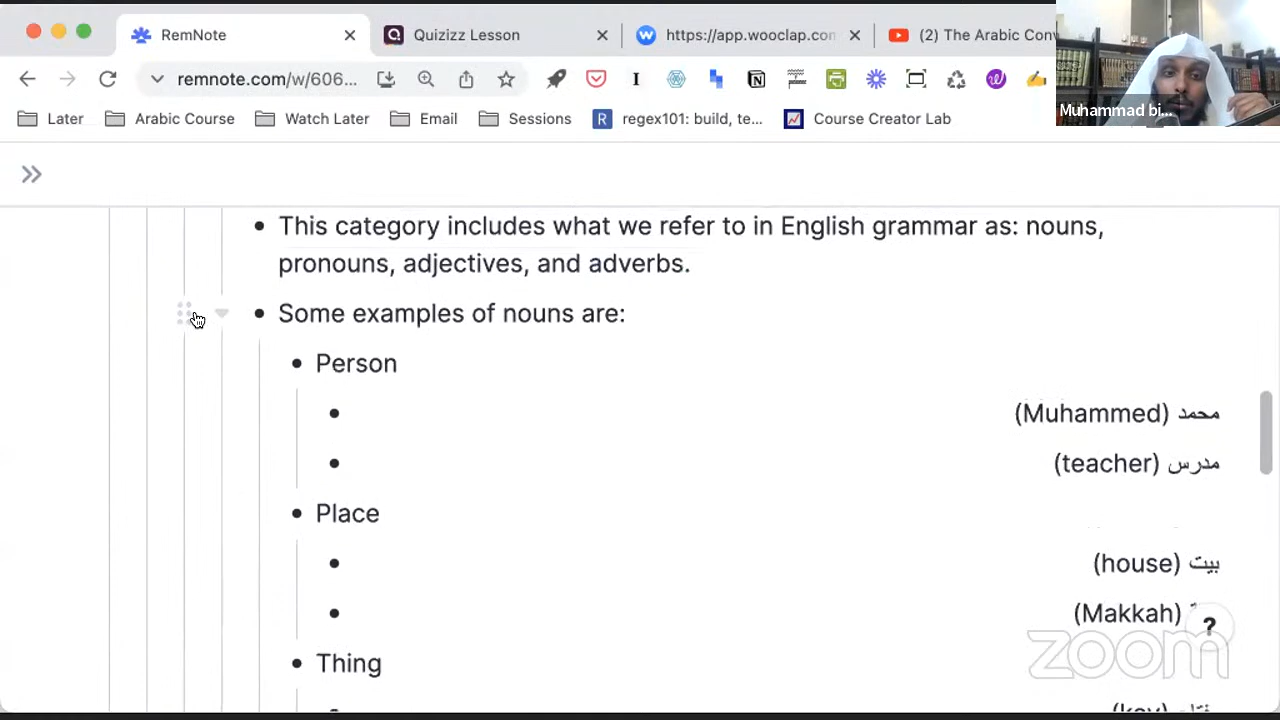 RemNote
Quizizz Lesson
https://app.wooclap.con
(2) The Arabic Conv
remnote.com/w/606...
Muhammad bi...
Later
Arabic Course
Watch Later
Email
Sessions
regex101: build, te...
Course Creator Lab
This category includes what we refer to in English grammar as: nouns,
pronouns, adjectives, and adverbs.
Some examples of nouns are:
Person
محمد (Muhammed)
مدرس (teacher)
Place
بيت (house)
(Makkah)
?
zoom
Thing
(key)